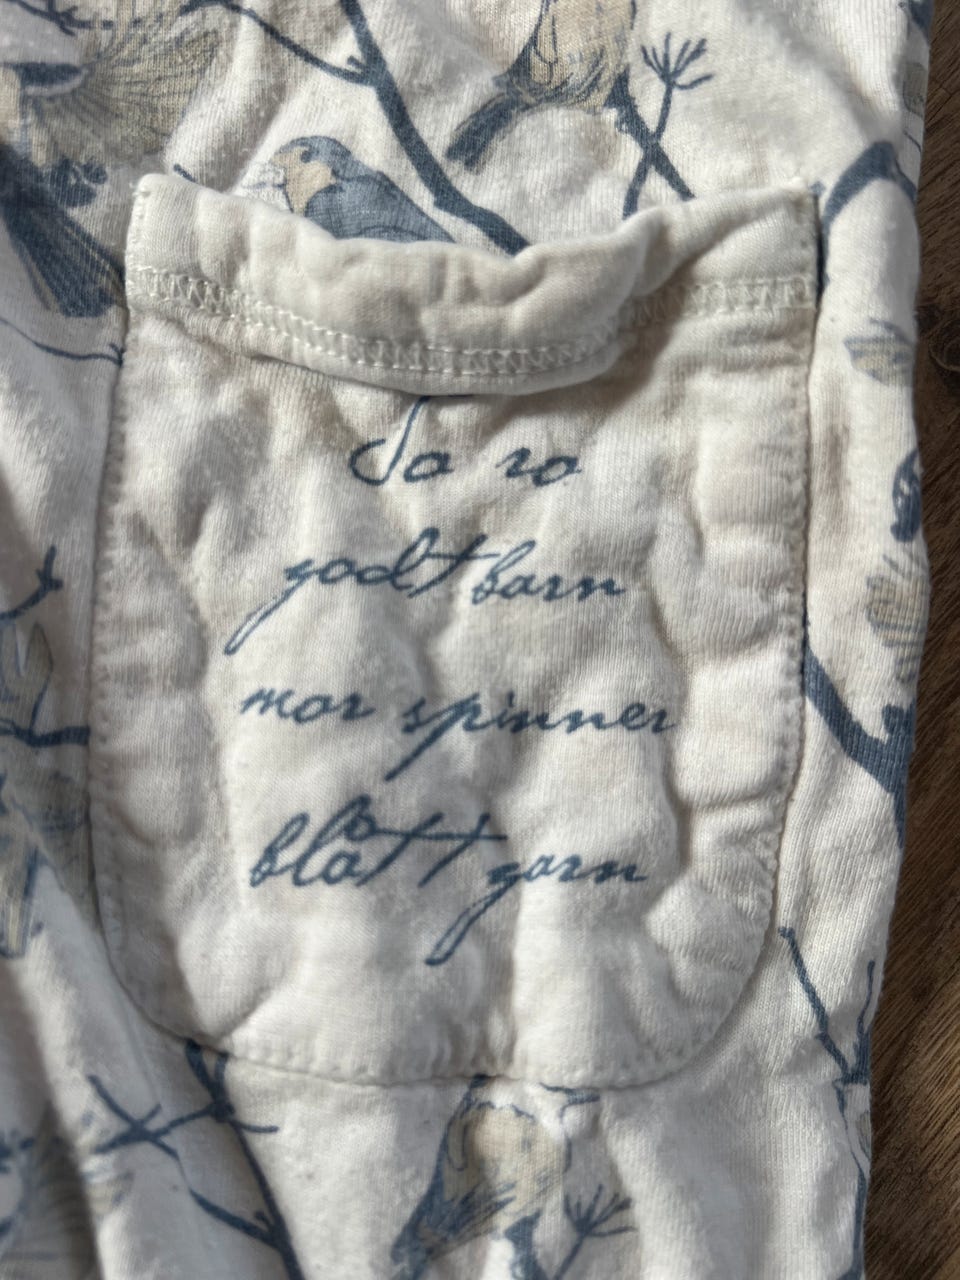 So ro
godt barn
mor spinner
blått garn